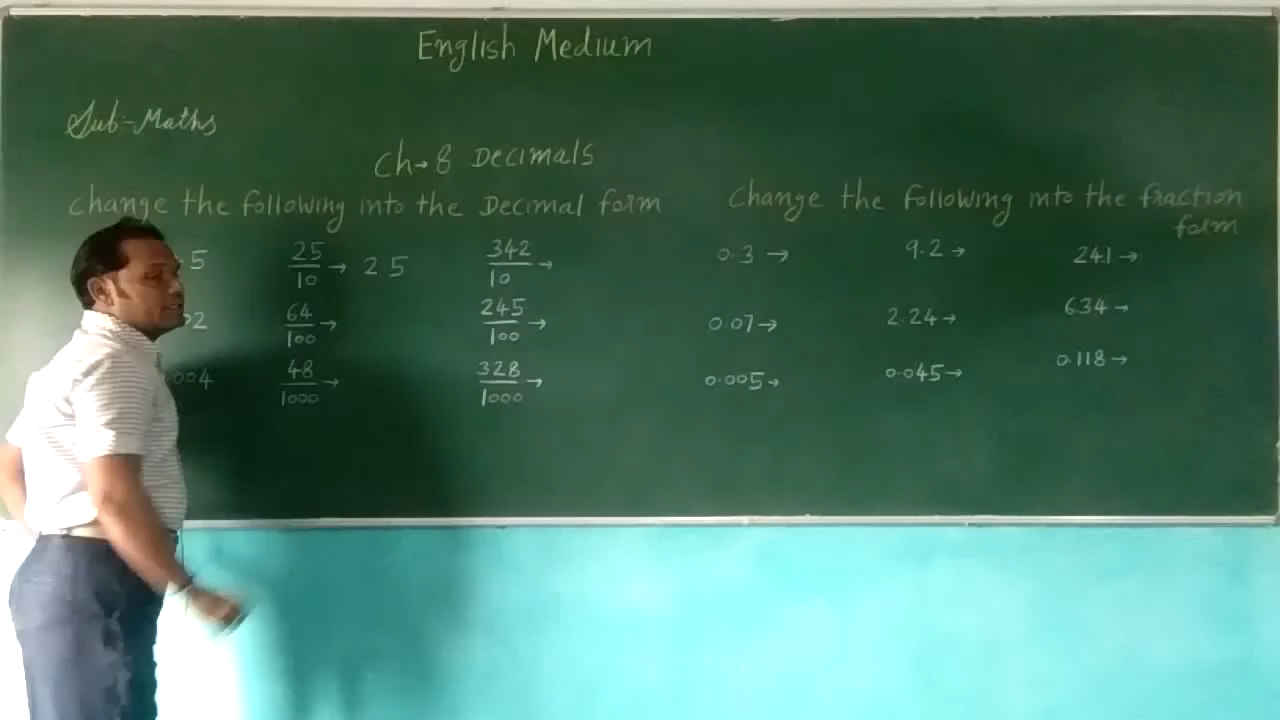 English Medium
Sub:- Maths
Ch→ 8 Decimals
Change the following into the Decimal form
Change the following into the fraction form
.5
25/10 → 2 5
342/10 →
0.3 →
9.2 →
24.1 →
2
64/100 →
245/100 →
0.07 →
2.24 →
6.34 →
.004
48/1000 →
328/1000 →
0.005 →
0.045 →
0.118 →